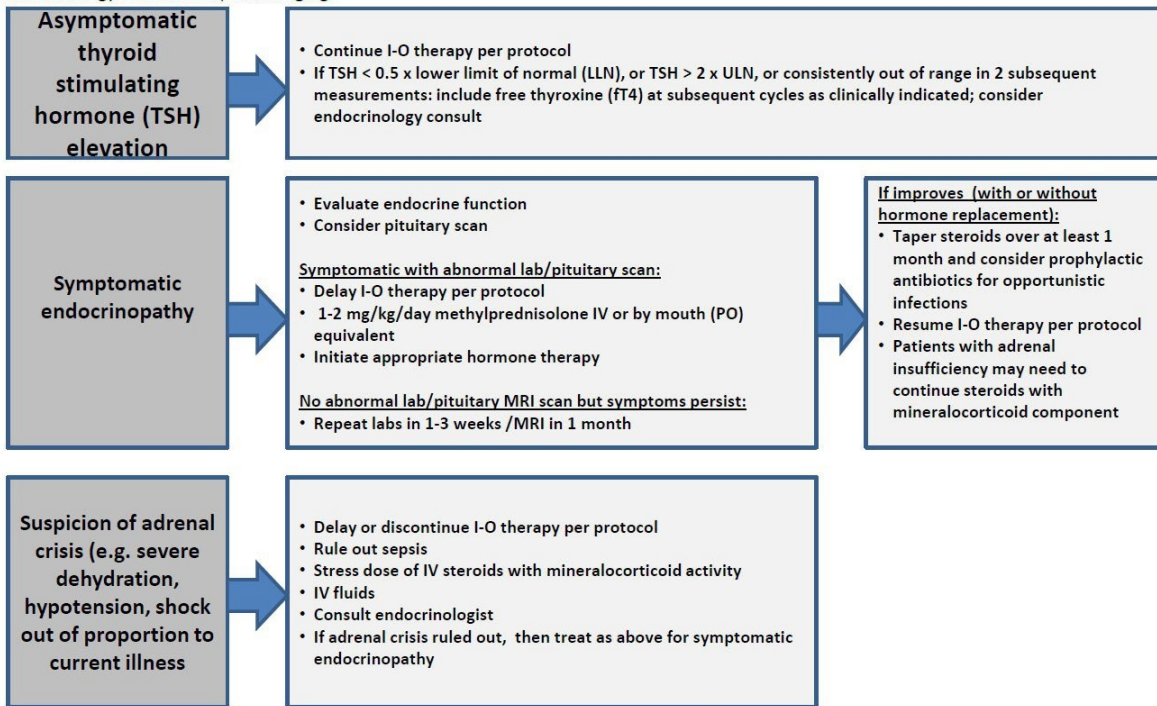 Asymptomatic
thyroid
stimulating
hormone (TSH)
elevation
• Continue I-O therapy per protocol
• If TSH < 0.5 x lower limit of normal (LLN), or TSH > 2 x ULN, or consistently out of range in 2 subsequent
measurements: include free thyroxine (fT4) at subsequent cycles as clinically indicated; consider
endocrinology consult
Symptomatic
endocrinopathy
• Evaluate endocrine function
• Consider pituitary scan
Symptomatic with abnormal lab/pituitary scan:
• Delay I-O therapy per protocol
• 1-2 mg/kg/day methylprednisolone IV or by mouth (PO)
equivalent
• Initiate appropriate hormone therapy
No abnormal lab/pituitary MRI scan but symptoms persist:
• Repeat labs in 1-3 weeks /MRI in 1 month
If improves (with or without
hormone replacement):
• Taper steroids over at least 1
month and consider prophylactic
antibiotics for opportunistic
infections
• Resume I-O therapy per protocol
• Patients with adrenal
insufficiency may need to
continue steroids with
mineralocorticoid component
Suspicion of adrenal
crisis (e.g. severe
dehydration,
hypotension, shock
out of proportion to
current illness
• Delay or discontinue I-O therapy per protocol
• Rule out sepsis
• Stress dose of IV steroids with mineralocorticoid activity
• IV fluids
• Consult endocrinologist
• If adrenal crisis ruled out, then treat as above for symptomatic
endocrinopathy